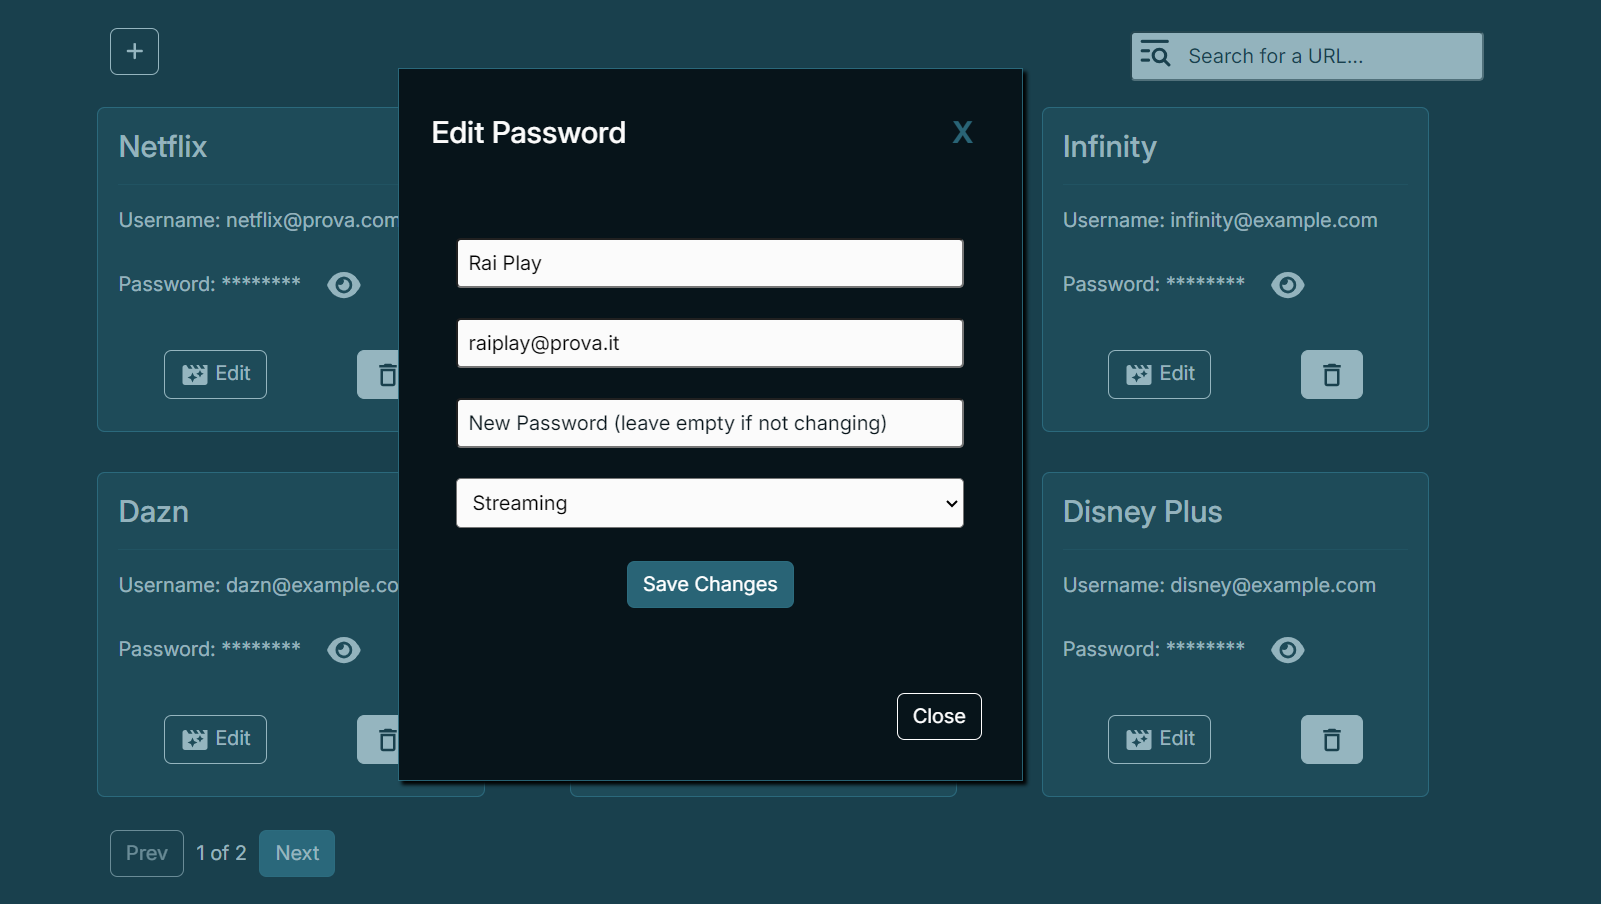 +
Search for a URL...
Edit Password
X
Netflix
Username: netflix@prova.com
Password: ********
Edit
Rai Play
raiplay@prova.it
New Password (leave empty if not changing)
Streaming
Save Changes
Close
Infinity
Username: infinity@example.com
Password: ********
Edit
Dazn
Username: dazn@example.co
Password: ********
Edit
Disney Plus
Username: disney@example.com
Password: ********
Edit
Prev
1 of 2
Next